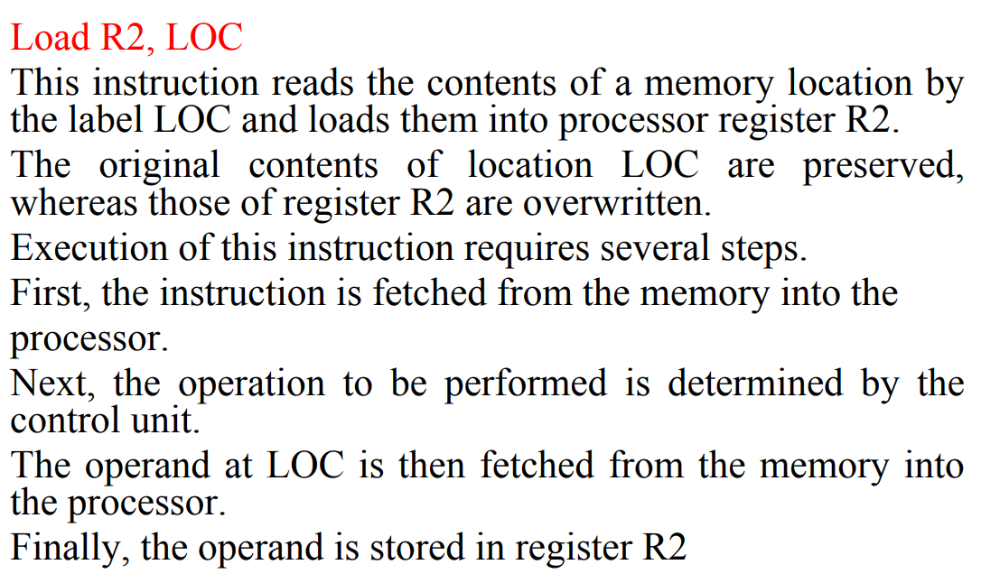 Load R2, LOC
This instruction reads the contents of a memory location by
the label LOC and loads them into processor register R2.
The original contents of location LOC are preserved,
whereas those of register R2 are overwritten.
Execution of this instruction requires several steps.
First, the instruction is fetched from the memory into the
processor.
Next, the operation to be performed is determined by the
control unit.
The operand at LOC is then fetched from the memory into
the processor.
Finally, the operand is stored in register R2